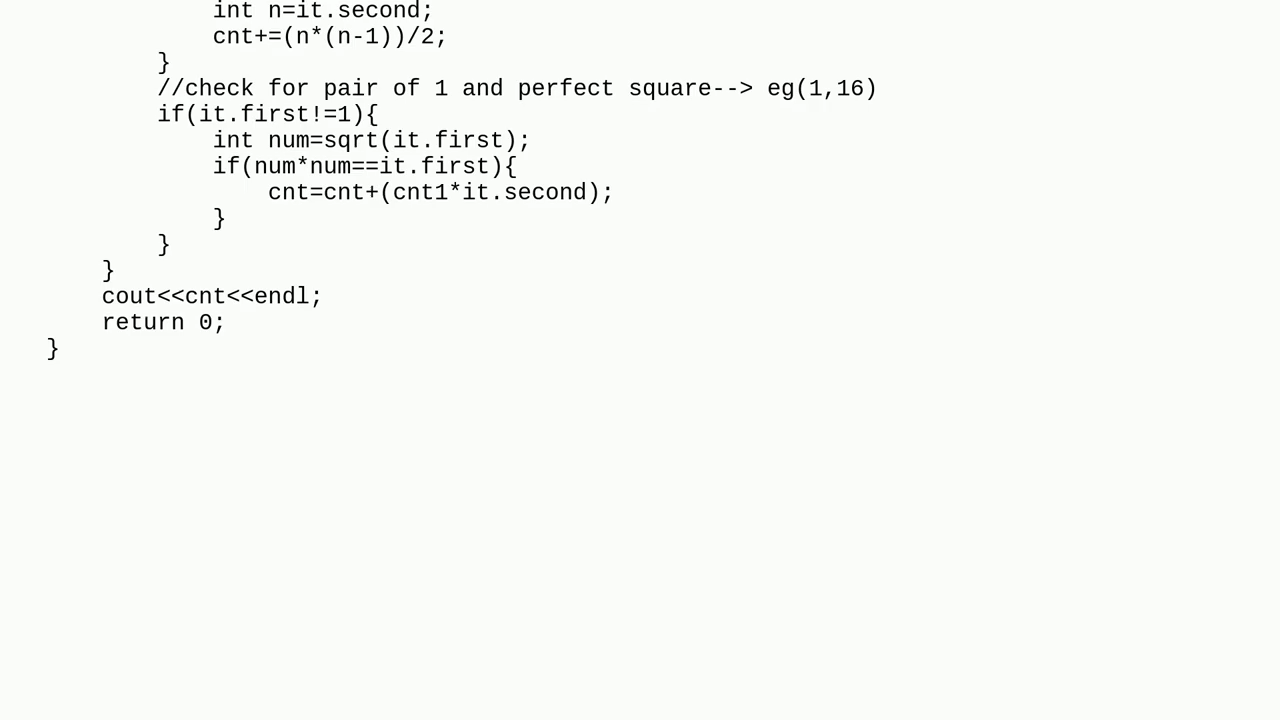 int n=it.second;
cnt+=(n*(n-1))/2;
}
//check for pair of 1 and perfect square--> eg(1,16)
if(it.first!=1){
int num=sqrt(it.first);
if(num*num==it.first){
cnt=cnt+(cnt1*it.second);
}
}
}
cout<<cnt<<endl;
return 0;
}